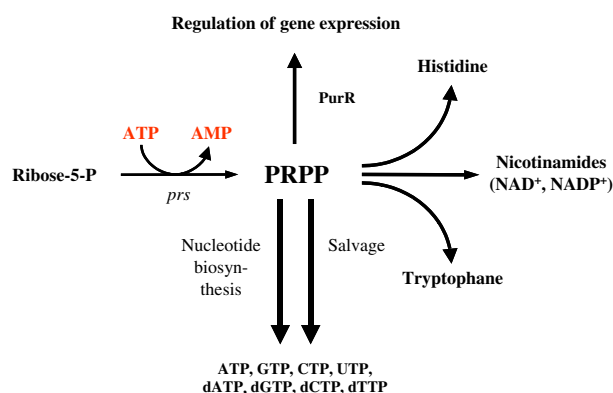 Regulation of gene expression
Histidine
PurR
ATP AMP
Ribose-5-P
prs
PRPP
Nicotinamides
(NAD⁺, NADP⁺)
Nucleotide
biosyn-
thesis
Salvage
Tryptophane
ATP, GTP, CTP, UTP,
dATP, dGTP, dCTP, dTTP